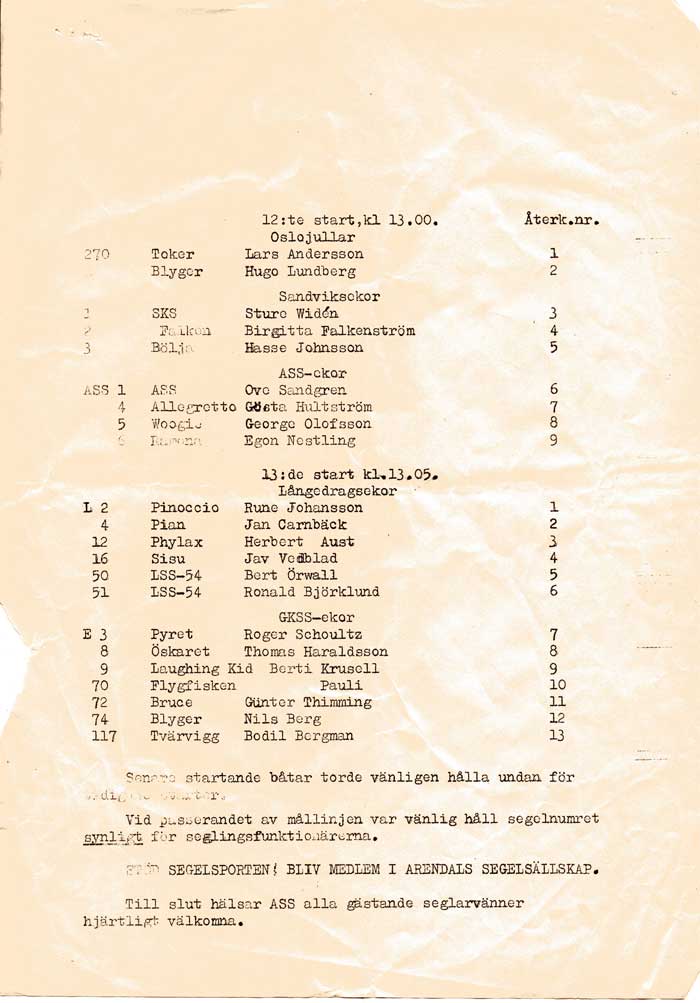 12:te start,kl 13.00. Återk.nr.
Oslojullar
270 Toker Lars Andersson 1
Blyger Hugo Lundberg 2
Sandviksekor
SKS Sture Widén 3
2 Falken Birgitta Falkenström 4
3 Bölja Hasse Johnsson 5
ASS-ekor
ASS 1 ASS Ove Sandgren 6
4 Allegretto Gösta Hultström 7
5 Woogie George Olofsson 8
6 Ramona Egon Nestling 9
13:de start kl.13.05.
Långedragsekor
L 2 Pinoccio Rune Johansson 1
4 Pian Jan Carnbäck 2
12 Phylax Herbert Aust 3
16 Sisu Jav Vedblad 4
50 LSS-54 Bert Örwall 5
51 LSS-54 Ronald Björklund 6
GKSS-ekor
E 3 Pyret Roger Schoultz 7
8 Öskaret Thomas Haraldsson 8
9 Laughing Kid Berti Krusell 9
70 Flygfisken Pauli 10
72 Bruce Günter Thimming 11
74 Blyger Nils Berg 12
117 Tvärvigg Bodil Bergman 13
Senare startande båtar torde vänligen hålla undan för
Vid passerandet av mållinjen var vänlig håll segelnumret
synligt för seglingsfunktionärerna.
STÖD SEGELSPORTEN! BLIV MEDLEM I ARENDALS SEGELSÄLLSKAP.
Till slut hälsar ASS alla gästande seglarvänner
hjärtligt välkomna.